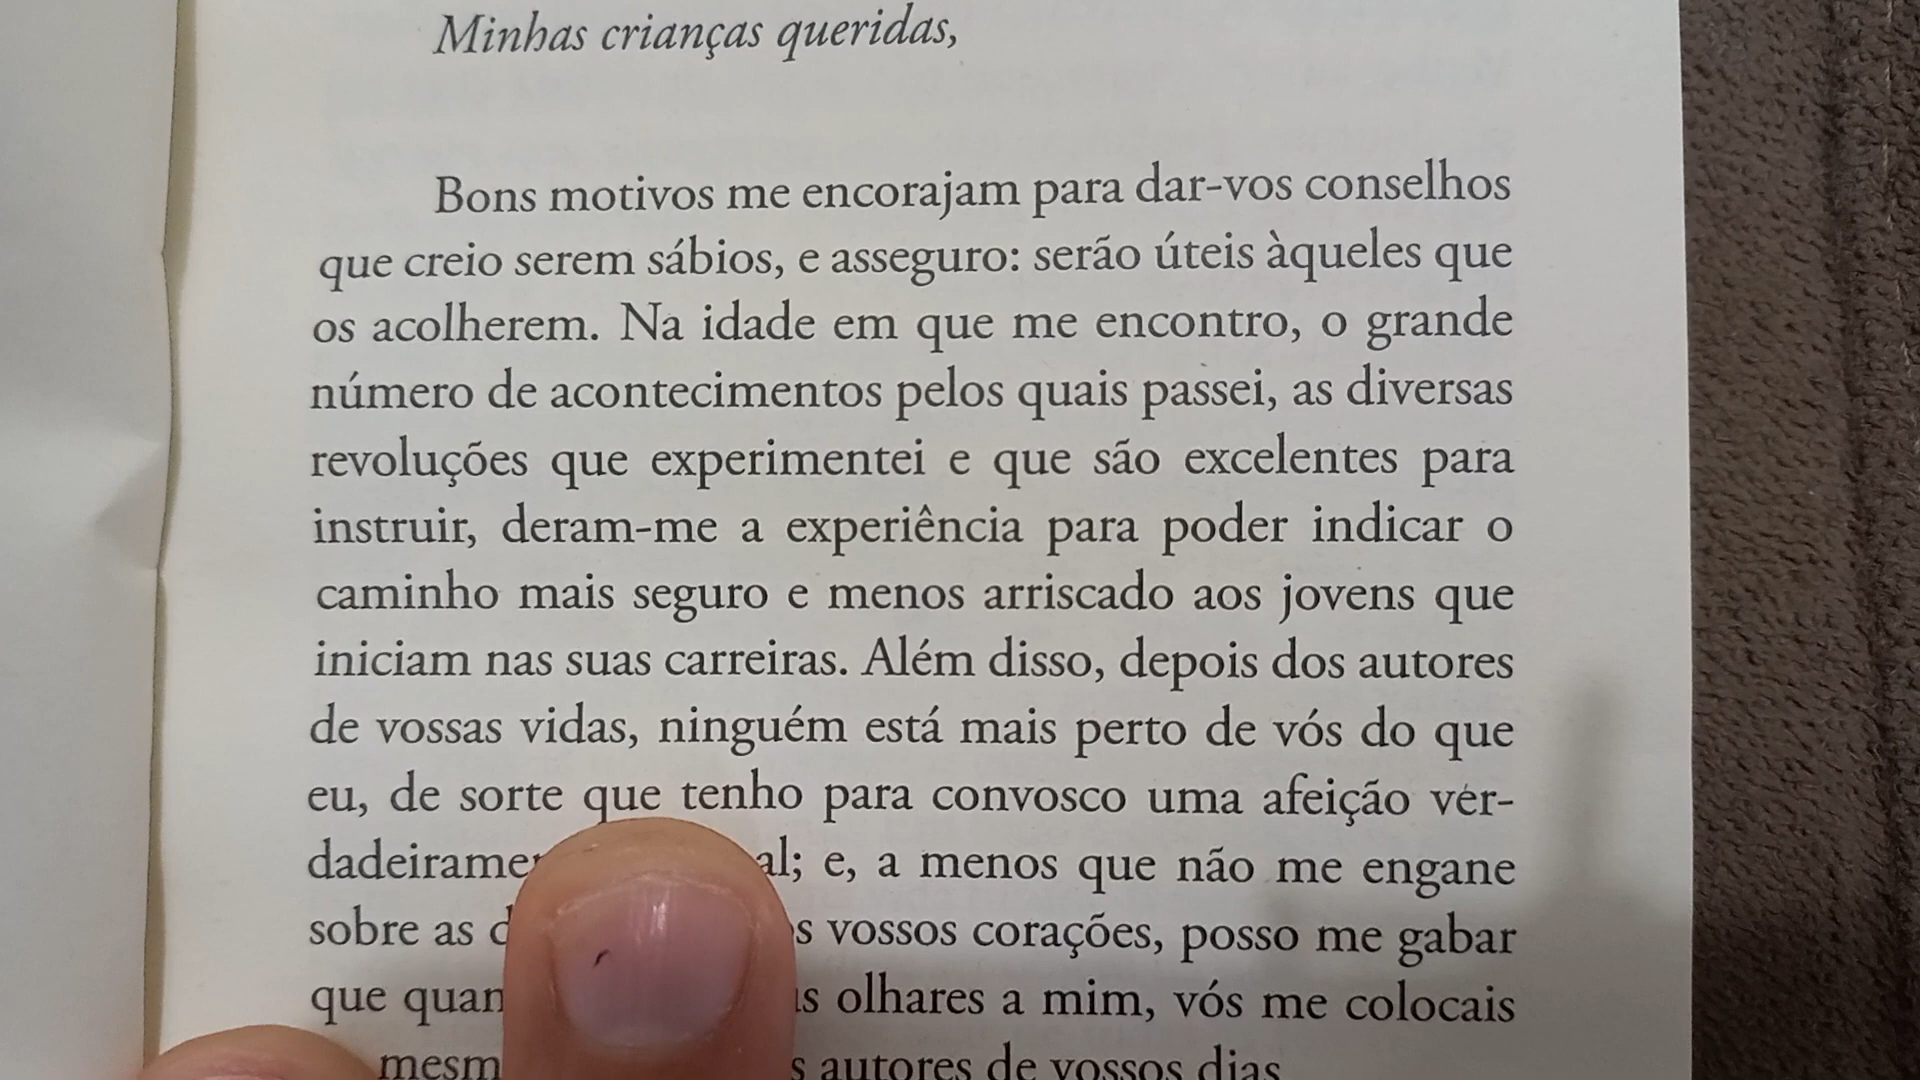 Minhas crianças queridas,
Bons motivos me encorajam para dar-vos conselhos
que creio serem sábios, e asseguro: serão úteis àqueles que
os acolherem. Na idade em que me encontro, o grande
número de acontecimentos pelos quais passei, as diversas
revoluções que experimentei e que são excelentes para
instruir, deram-me a experiência para poder indicar o
caminho mais seguro e menos arriscado aos jovens que
iniciam nas suas carreiras. Além disso, depois dos autores
de vossas vidas, ninguém está mais perto de vós do que
eu, de sorte que tenho para convosco uma afeição ver-
e, a menos que não me engane
sobre as vossos corações, posso me gabar
que olhares a mim, vós me colocais
autores de vossos dias